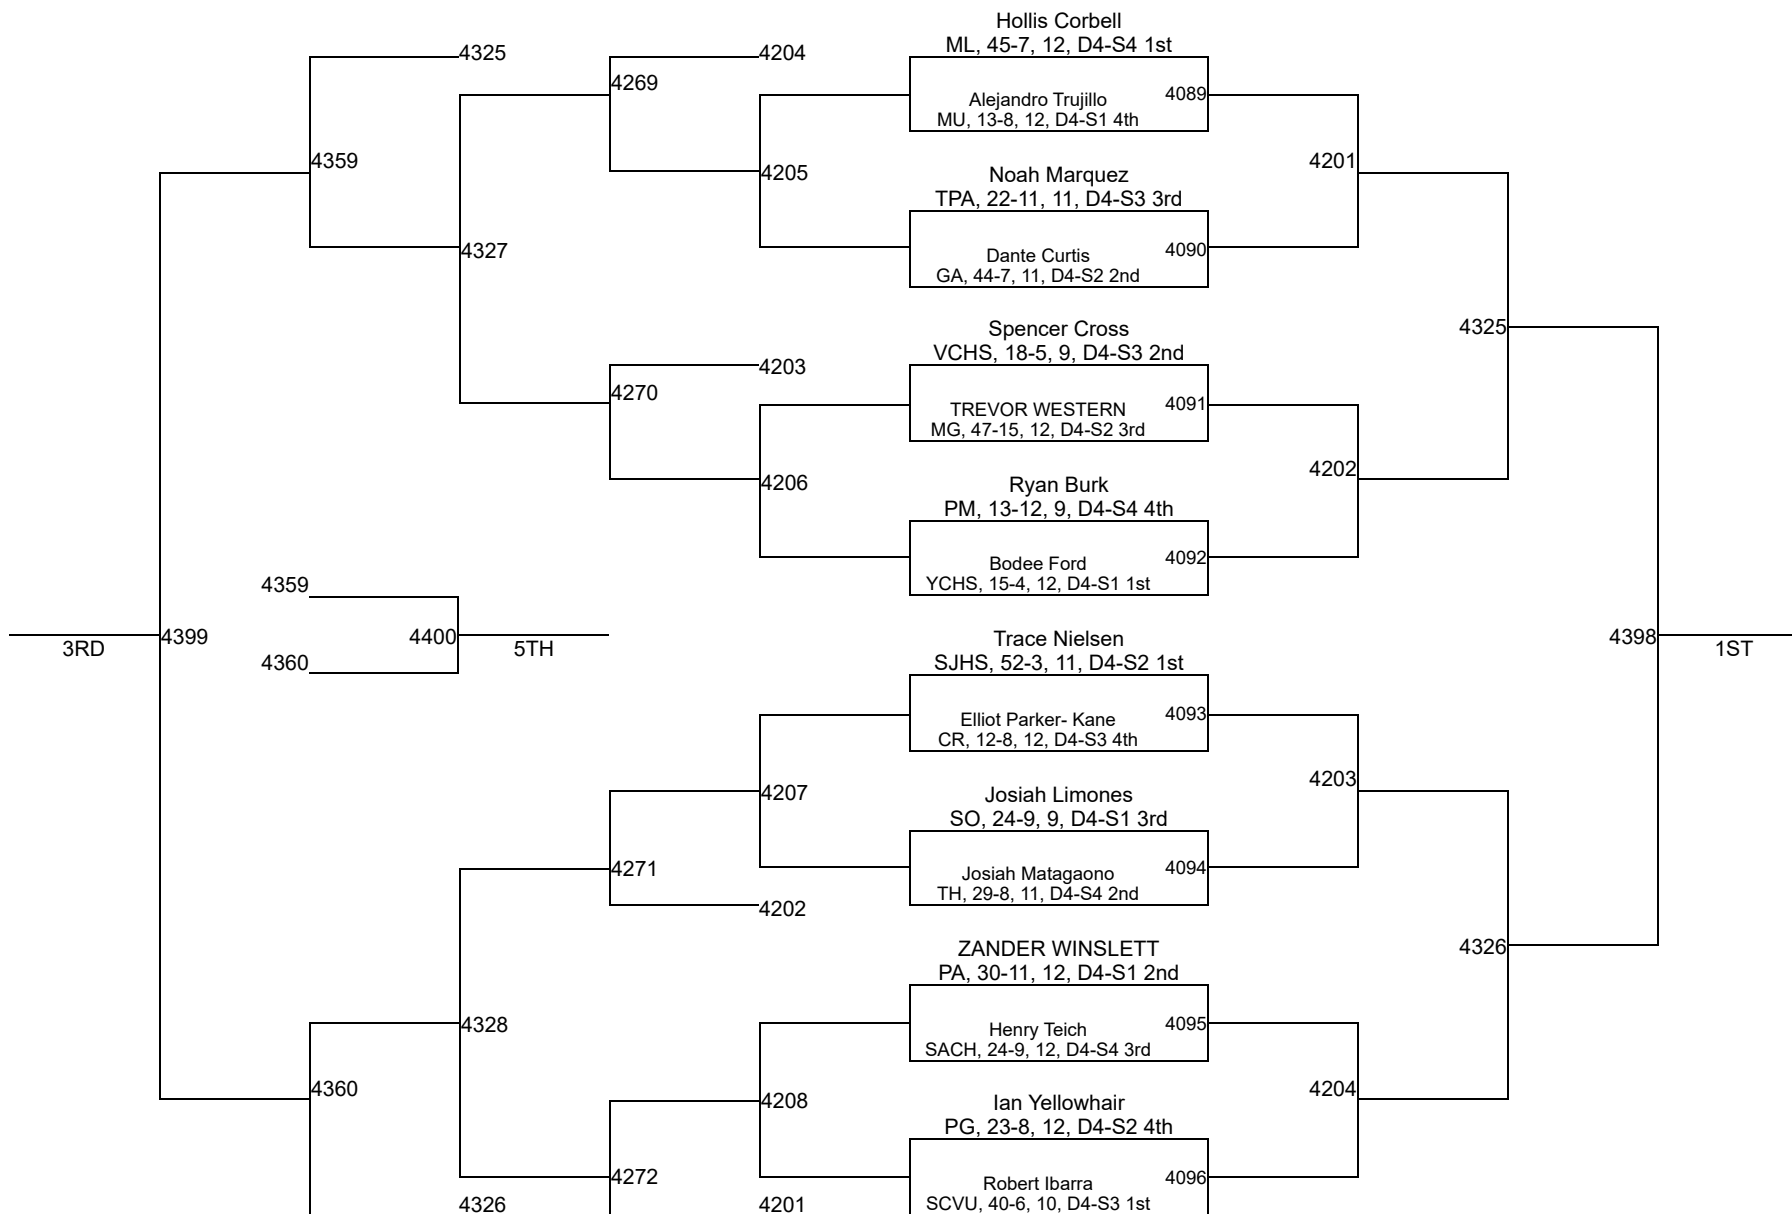 Hollis Corbell
ML, 45-7, 12, D4-S4 1st
4325
4204
4269
4089
Alejandro Trujillo
MU, 13-8, 12, D4-S1 4th
4359
4201
4205
Noah Marquez
TPA, 22-11, 11, D4-S3 3rd
4327
4090
Dante Curtis
GA, 44-7, 11, D4-S2 2nd
4325
Spencer Cross
VCHS, 18-5, 9, D4-S3 2nd
4203
4270
4091
TREVOR WESTERN
MG, 47-15, 12, D4-S2 3rd
4202
4206
Ryan Burk
PM, 13-12, 9, D4-S4 4th
4092
Bodee Ford
YCHS, 15-4, 12, D4-S1 1st
4359
4399
4400
4398
3RD
5TH
1ST
4360
Trace Nielsen
SJHS, 52-3, 11, D4-S2 1st
4093
Elliot Parker- Kane
CR, 12-8, 12, D4-S3 4th
4203
4207
Josiah Limones
SO, 24-9, 9, D4-S1 3rd
4271
4094
Josiah Matagaono
TH, 29-8, 11, D4-S4 2nd
4202
4326
ZANDER WINSLETT
PA, 30-11, 12, D4-S1 2nd
4328
4095
Henry Teich
SACH, 24-9, 12, D4-S4 3rd
4360
4204
4208
Ian Yellowhair
PG, 23-8, 12, D4-S2 4th
4272
4096
Robert Ibarra
SCVU, 40-6, 10, D4-S3 1st
4326
4201